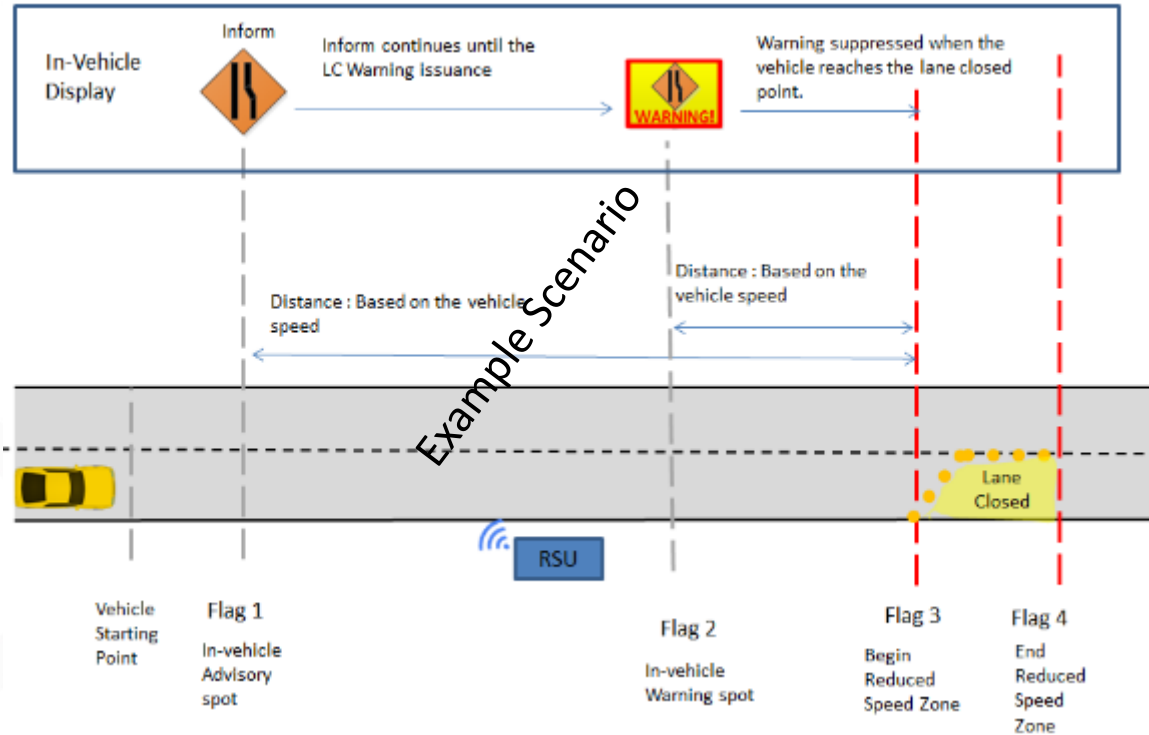 In-Vehicle
Display
Inform
Inform continues until the
LC Warning issuance
WARNING!
Warning suppressed when the
vehicle reaches the lane closed
point.
Example Scenario
Distance : Based on the vehicle
speed
Distance : Based on the
vehicle speed
Lane
Closed
RSU
Vehicle
Starting
Point
Flag 1
In-vehicle
Advisory
spot
Flag 2
In-vehicle
Warning spot
Flag 3
Begin
Reduced
Speed Zone
Flag 4
End
Reduced
Speed
Zone